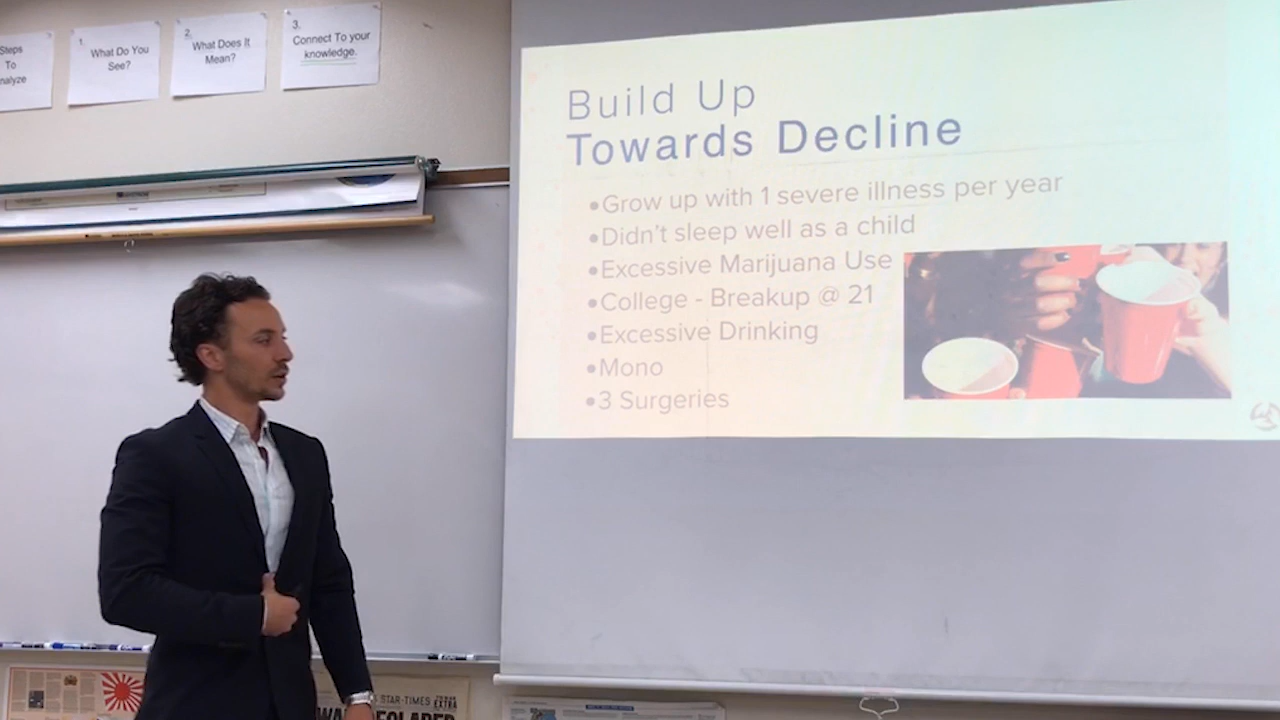 Steps
To
nalyze
1.
What Do You
See?
2.
What Does It
Mean?
3.
Connect To your
knowledge.
Build Up
Towards Decline
•Grow up with 1 severe illness per year
•Didn't sleep well as a child
•Excessive Marijuana Use
•College - Breakup @ 21
•Excessive Drinking
•Mono
•3 Surgeries
STAR-TIMES
EXTRA